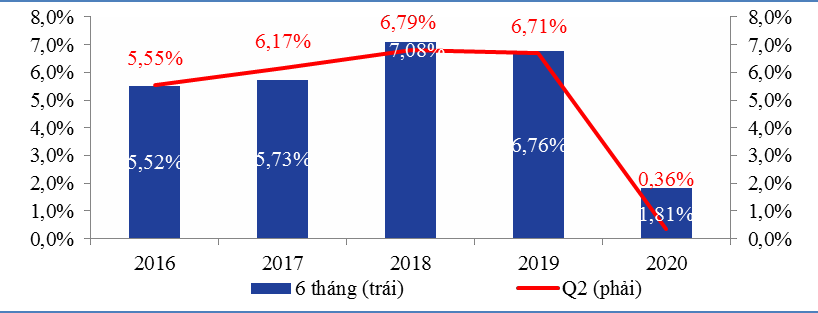 8,0% 8,0%
7,0% 7,0%
6,0% 6,0%
5,0% 5,0%
4,0% 4,0%
3,0% 3,0%
2,0% 2,0%
1,0% 1,0%
0,0% 0,0%
5,55% 6,17% 6,79% 6,71% 0,36%
5,52% 5,73% 7,08% 6,76% 1,81%
2016 2017 2018 2019 2020
6 tháng (trái) Q2 (phải)